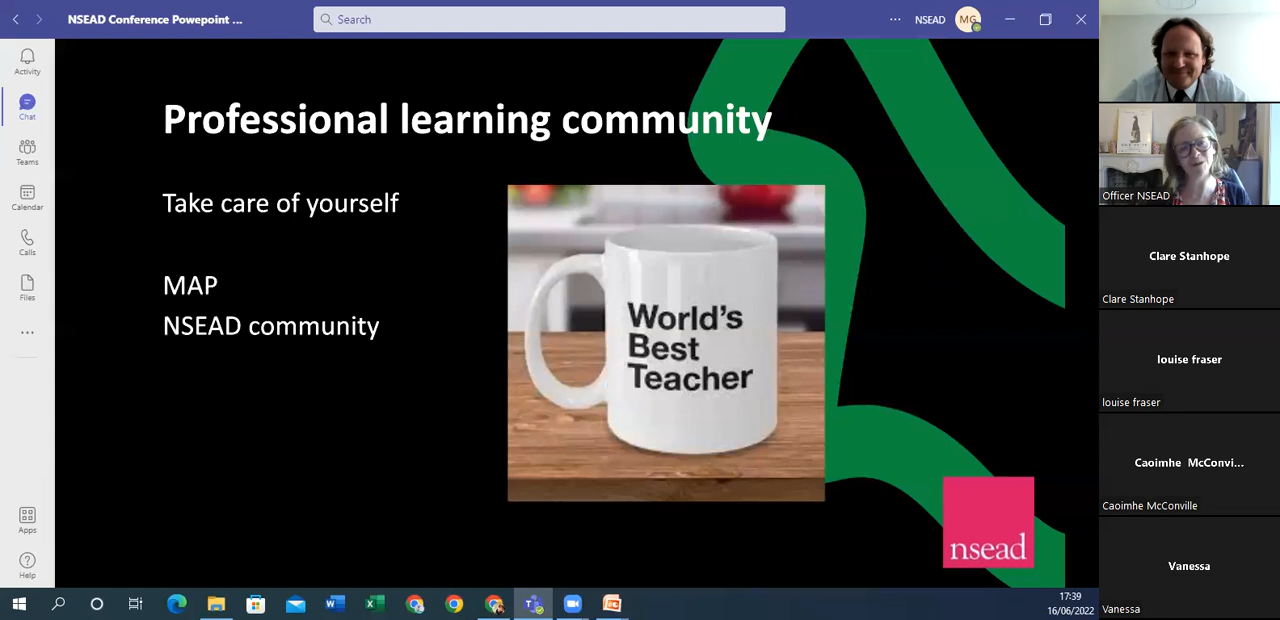 NSEAD Conference Powepoint ...
Search
...
NSEAD
MG
Activity
Chat
Teams
Calendar
Calls
Files
...
Apps
Help
Professional learning community
Take care of yourself
MAP
NSEAD community
World's
Best
Teacher
nsead
Officer NSEAD
Clare Stanhope
Clare Stanhope
louise fraser
louise fraser
Caoimhe McConvi...
Caoimhe McConville
Vanessa
Vanessa
17:39
16/06/2022